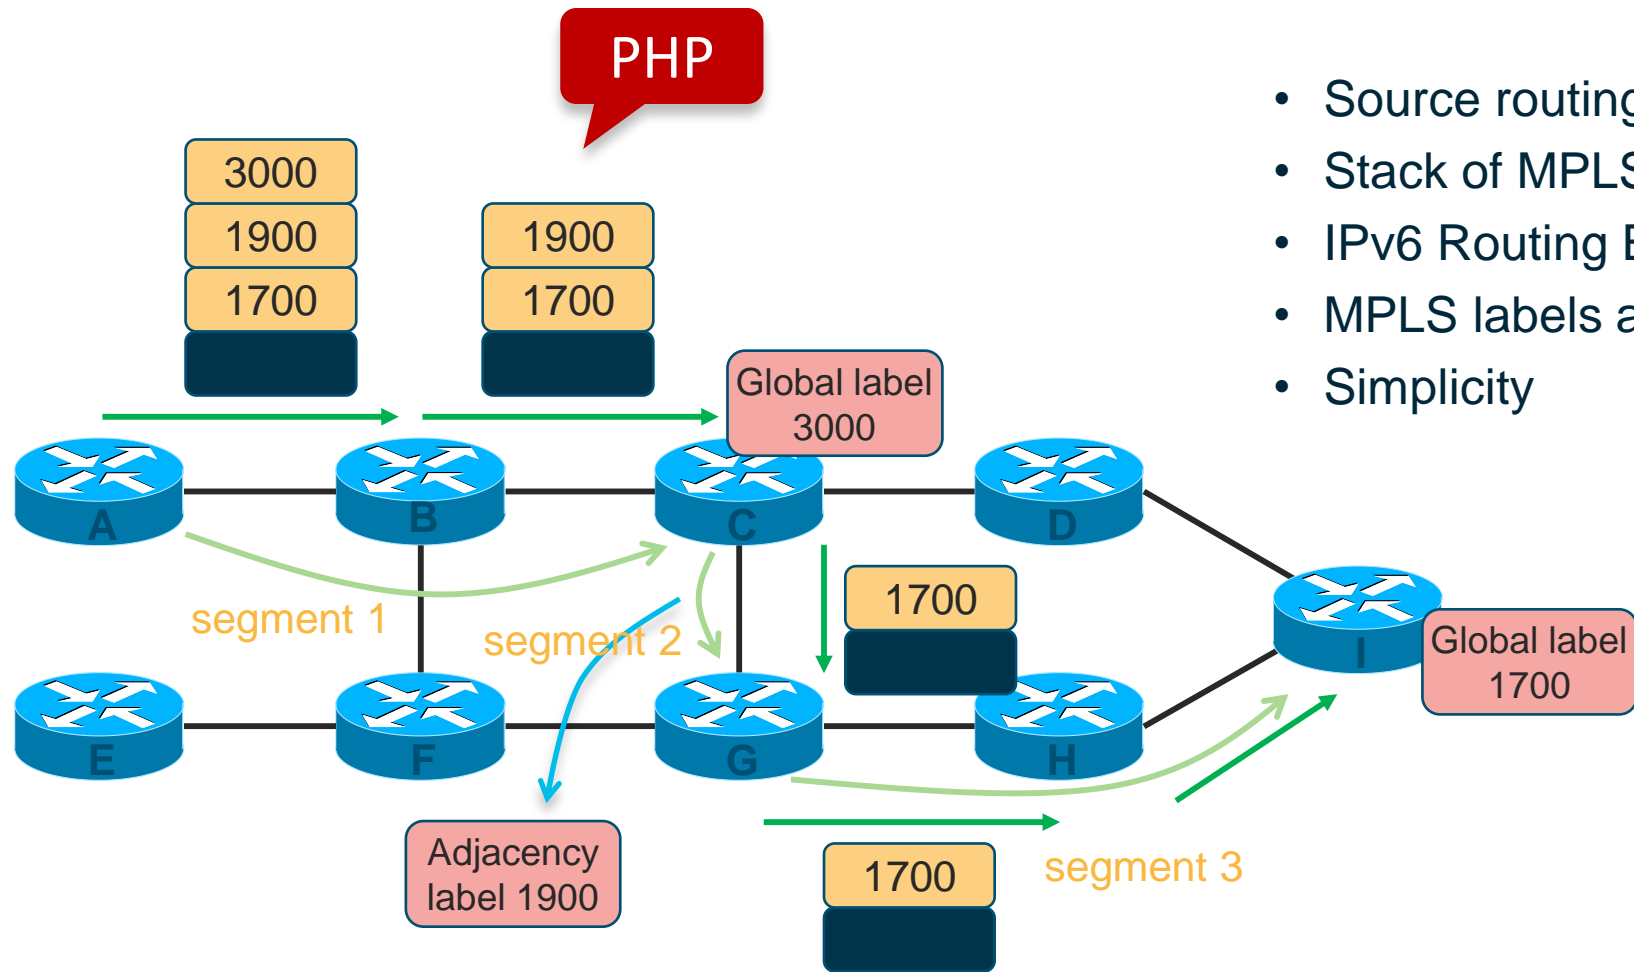 PHP
• Source routing
• Stack of MPLS
• IPv6 Routing
• MPLS labels
• Simplicity
3000
1900
1700
1900
1700
Global label
3000
A
B
C
D
segment 1
segment 2
1700
I
Global label
1700
E
F
G
H
Adjacency
label 1900
1700
segment 3